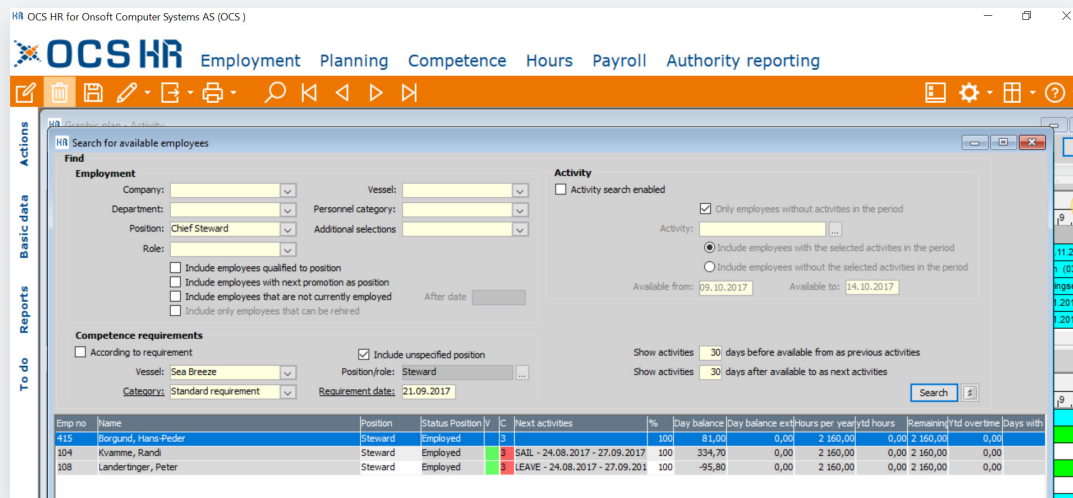 HR OCS HR for Onsoft Computer Systems AS (OCS )
OCS HR Employment Planning Competence Hours Payroll Authority reporting
Actions
Basic data
Reports
To do
HR Graphic plan - Activity
HR Search for available employees
Find
Employment
Company:
Vessel:
Department:
Personnel category:
Position: Chief Steward
Additional selections
Role:
Include employees qualified to position
Include employees with next promotion as position
Include employees that are not currently employed After date
Include only employees that can be rehired
Activity
Activity search enabled
Only employees without activities in the period
Activity: ...
Include employees with the selected activities in the period
Include employees without the selected activities in the period
Available from: 09.10.2017 Available to: 14.10.2017
Competence requirements
According to requirement
Include unspecified position
Vessel: Sea Breeze
Position/role: Steward ...
Category: Standard requirement
Requirement date: 21.09.2017
Show activities 30 days before available from as previous activities
Show activities 30 days after available to as next activities
Search
Emp no Name Position Status Position V C Next activities % Day balance Day balance ext Hours per year ytd hours Remaining Ytd overtime Days with
415 Borgund, Hans-Peder Steward Employed 3 100 81,00 0,00 2 160,00 0,00 2 160,00 0,00
104 Kvamme, Randi Steward Employed 3 SAIL - 24.08.2017 - 27.09.2017 100 334,70 0,00 2 160,00 0,00 2 160,00 0,00
108 Landertinger, Peter Steward Employed 3 LEAVE - 24.08.2017 - 27.09.201 100 -95,80 0,00 2 160,00 0,00 2 160,00 0,00